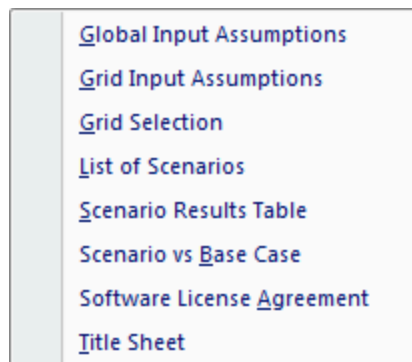 Global Input Assumptions
Grid Input Assumptions
Grid Selection
List of Scenarios
Scenario Results Table
Scenario vs Base Case
Software License Agreement
Title Sheet